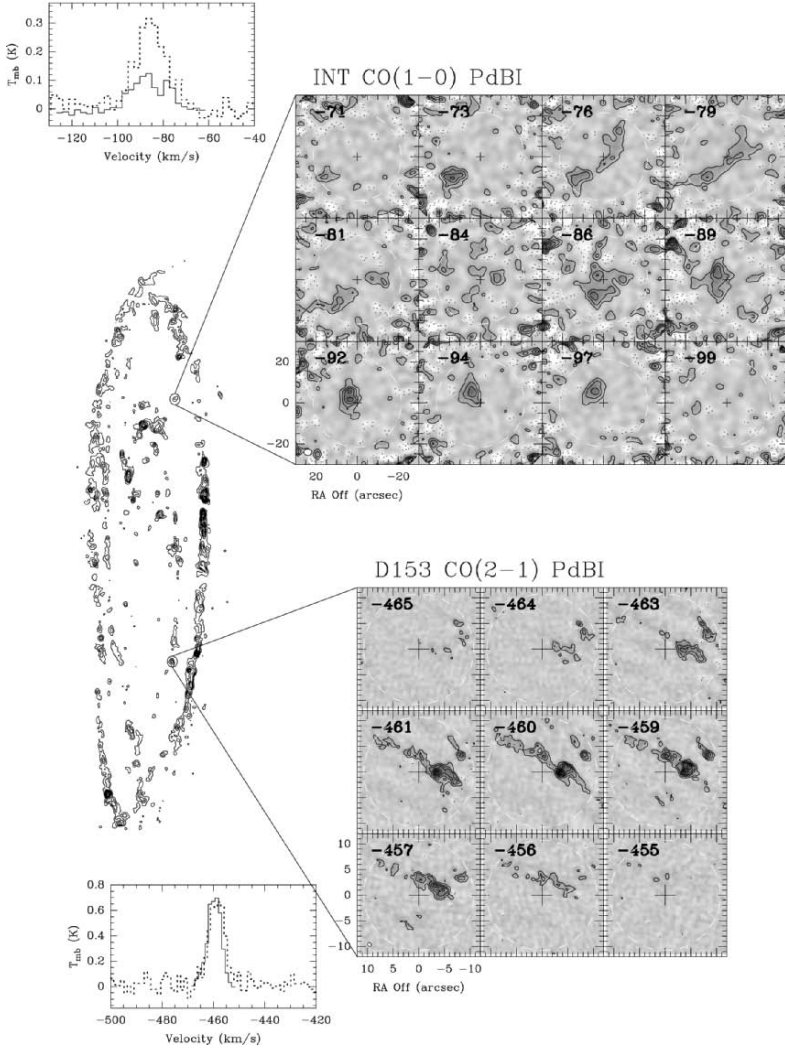 0.3
0.2
0.1
0
T_mb (K)
−120 −100 −80 −60 −40
Velocity (km/s)
INT CO(1−0) PdBI
−71 −73 −76 −79
−81 −84 −86 −89
−92 −94 −97 −99
20
0
−20
20 0 −20
RA Off (arcsec)
D153 CO(2−1) PdBI
−465 −464 −463
−461 −460 −459
−457 −456 −455
10
5
0
−5
−10
10 5 0 −5 −10
RA Off (arcsec)
0.8
0.6
0.4
0.2
0
T_mb (K)
−500 −480 −460 −440 −420
Velocity (km/s)